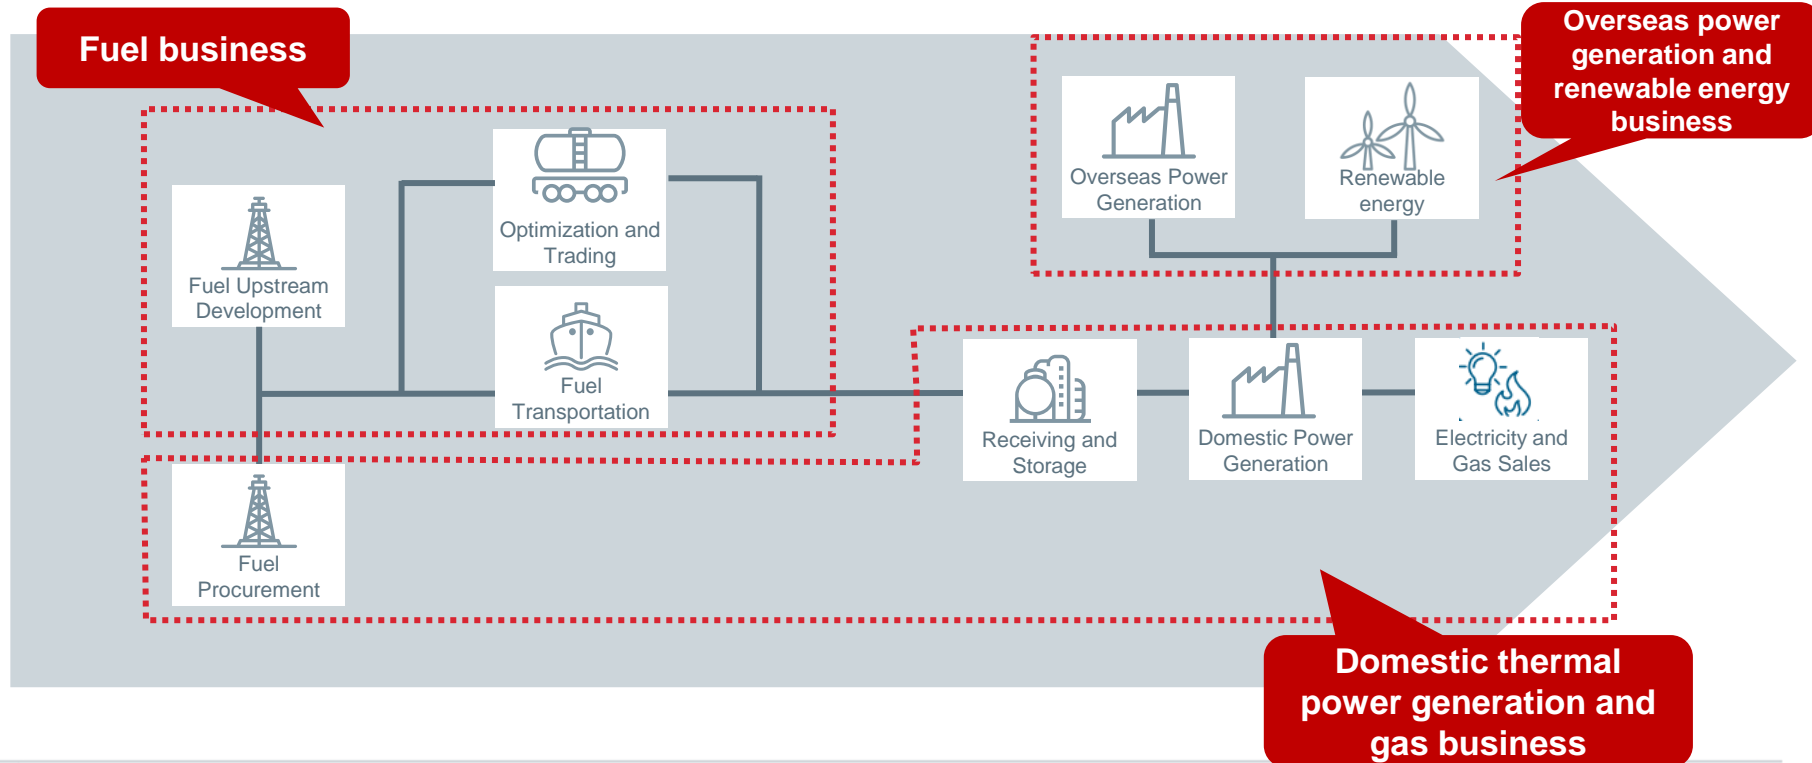 Fuel business
Overseas power
generation and
renewable energy
business
Optimization and
Trading
Fuel Upstream
Development
Fuel
Transportation
Overseas Power
Generation
Renewable
energy
Fuel
Procurement
Receiving and
Storage
Domestic Power
Generation
Electricity and
Gas Sales
Domestic thermal
power generation and
gas business